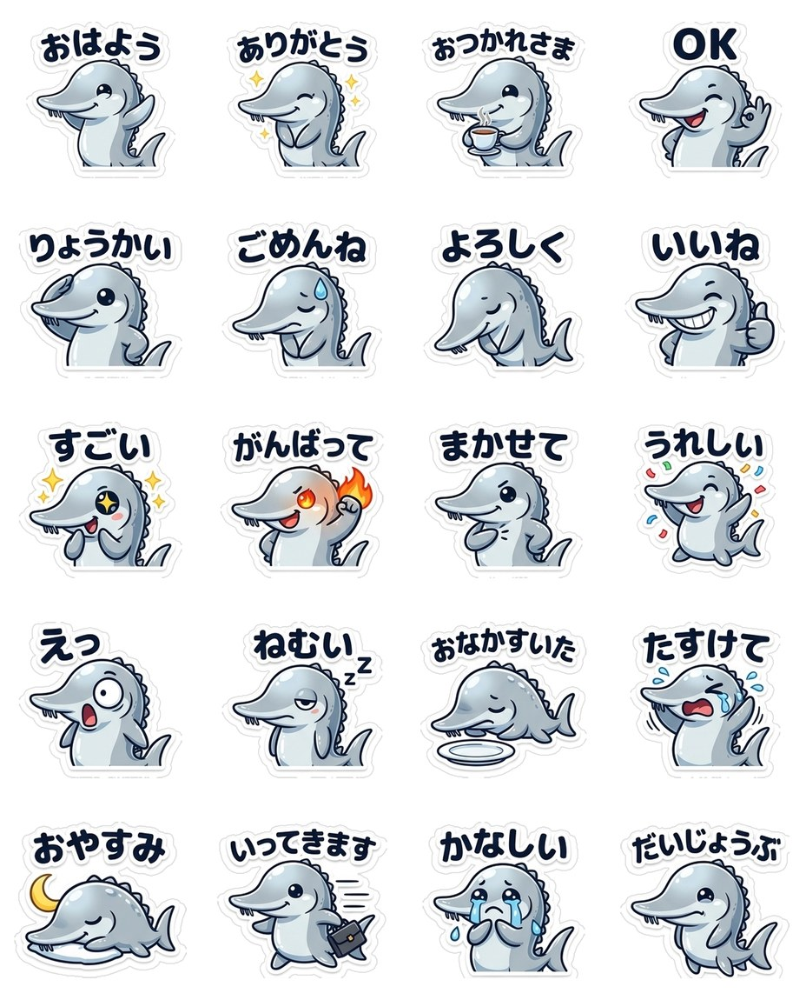 おはよう
ありがとう
おつかれさま
OK
りょうかい
ごめんね
よろしく
いいね
すごい
がんばって
まかせて
うれしい
えっ
ねむい
zZ
おなかすいた
たすけて
おやすみ
いってきます
かなしい
だいじょうぶ